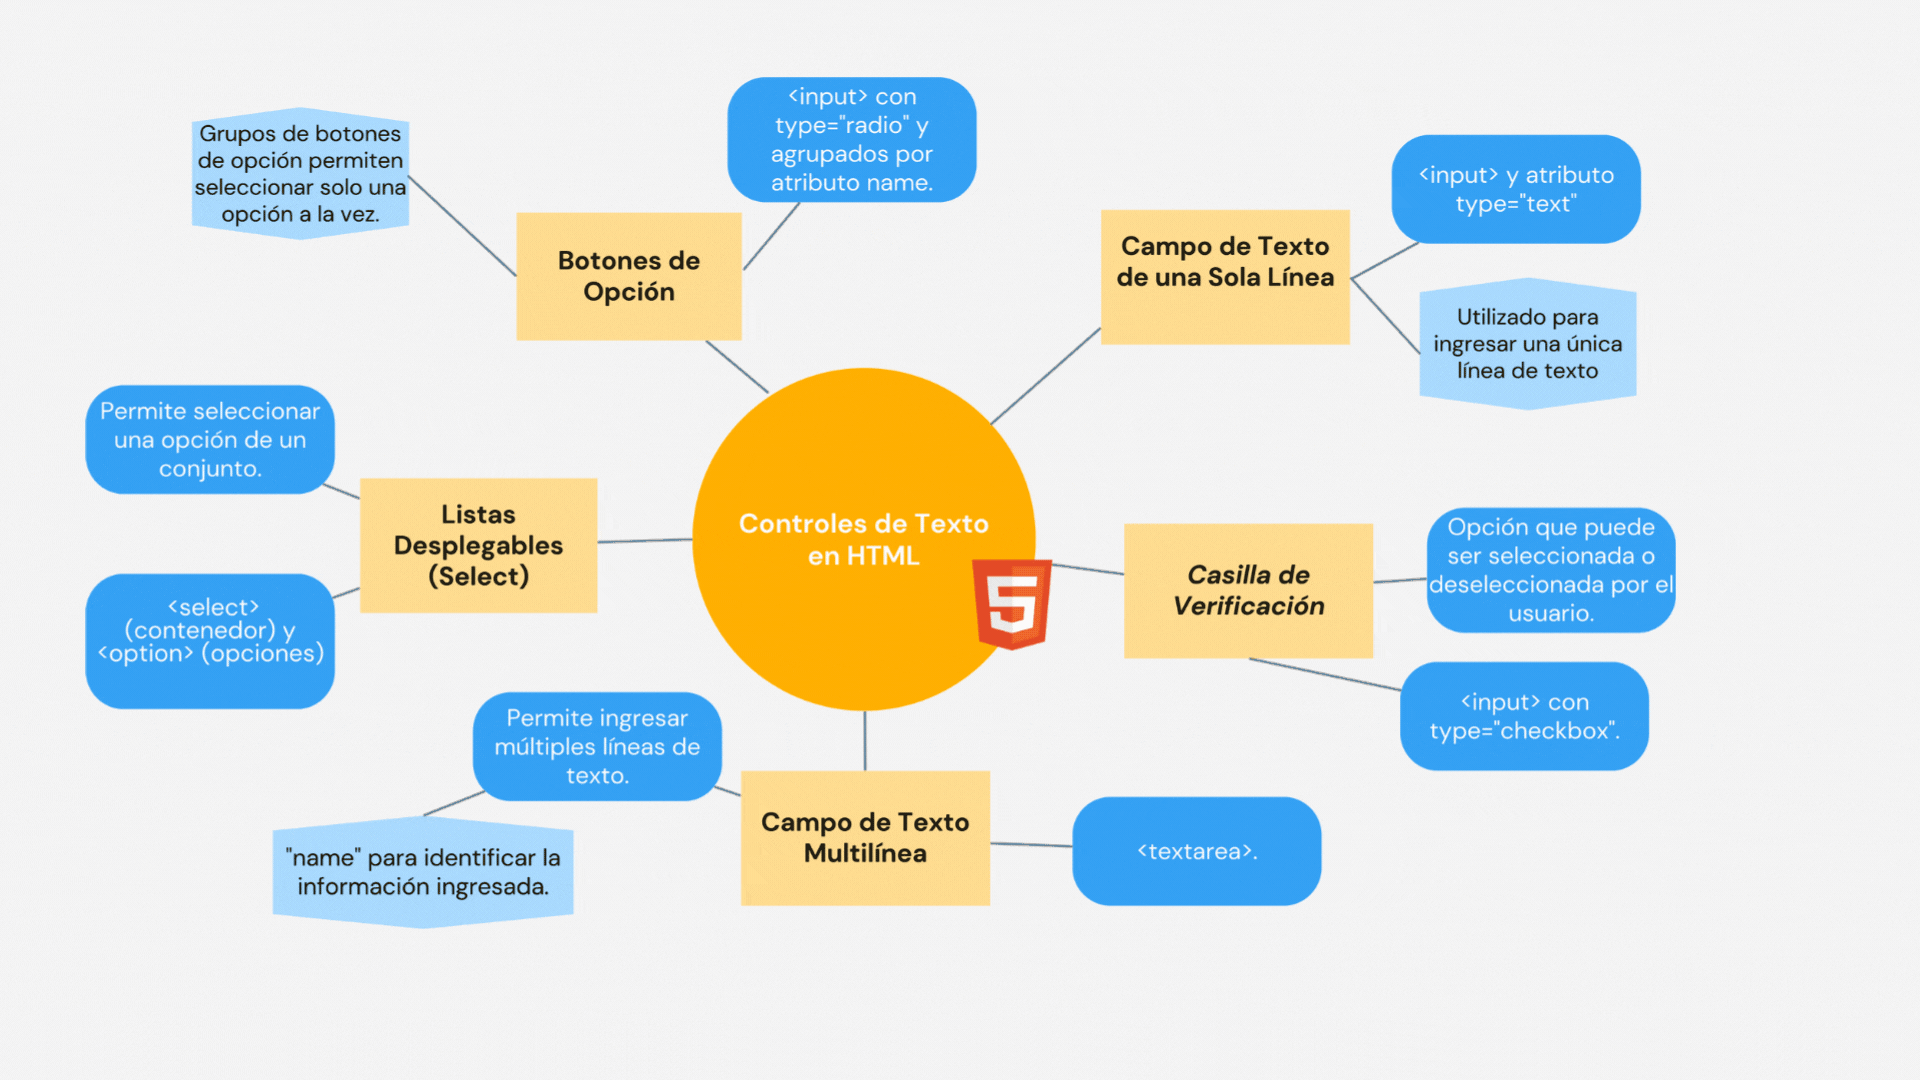 <input> con
type="radio" y
agrupados por
atributo name.
Grupos de botones
de opción permiten
seleccionar solo una
opción a la vez.
Botones de
Opción
<input> y atributo
type="text"
Campo de Texto
de una Sola Línea
Utilizado para
ingresar una única
línea de texto
Permite seleccionar
una opción de un
conjunto.
Listas
Desplegables
(Select)
<select>
(contenedor) y
<option> (opciones)
Controles de Texto
en HTML
5
Casilla de
Verificación
Opción que puede
ser seleccionada o
deseleccionada por el
usuario.
<input> con
type="checkbox".
Permite ingresar
múltiples líneas de
texto.
"name" para identificar la
información ingresada.
Campo de Texto
Multilínea
<textarea>.